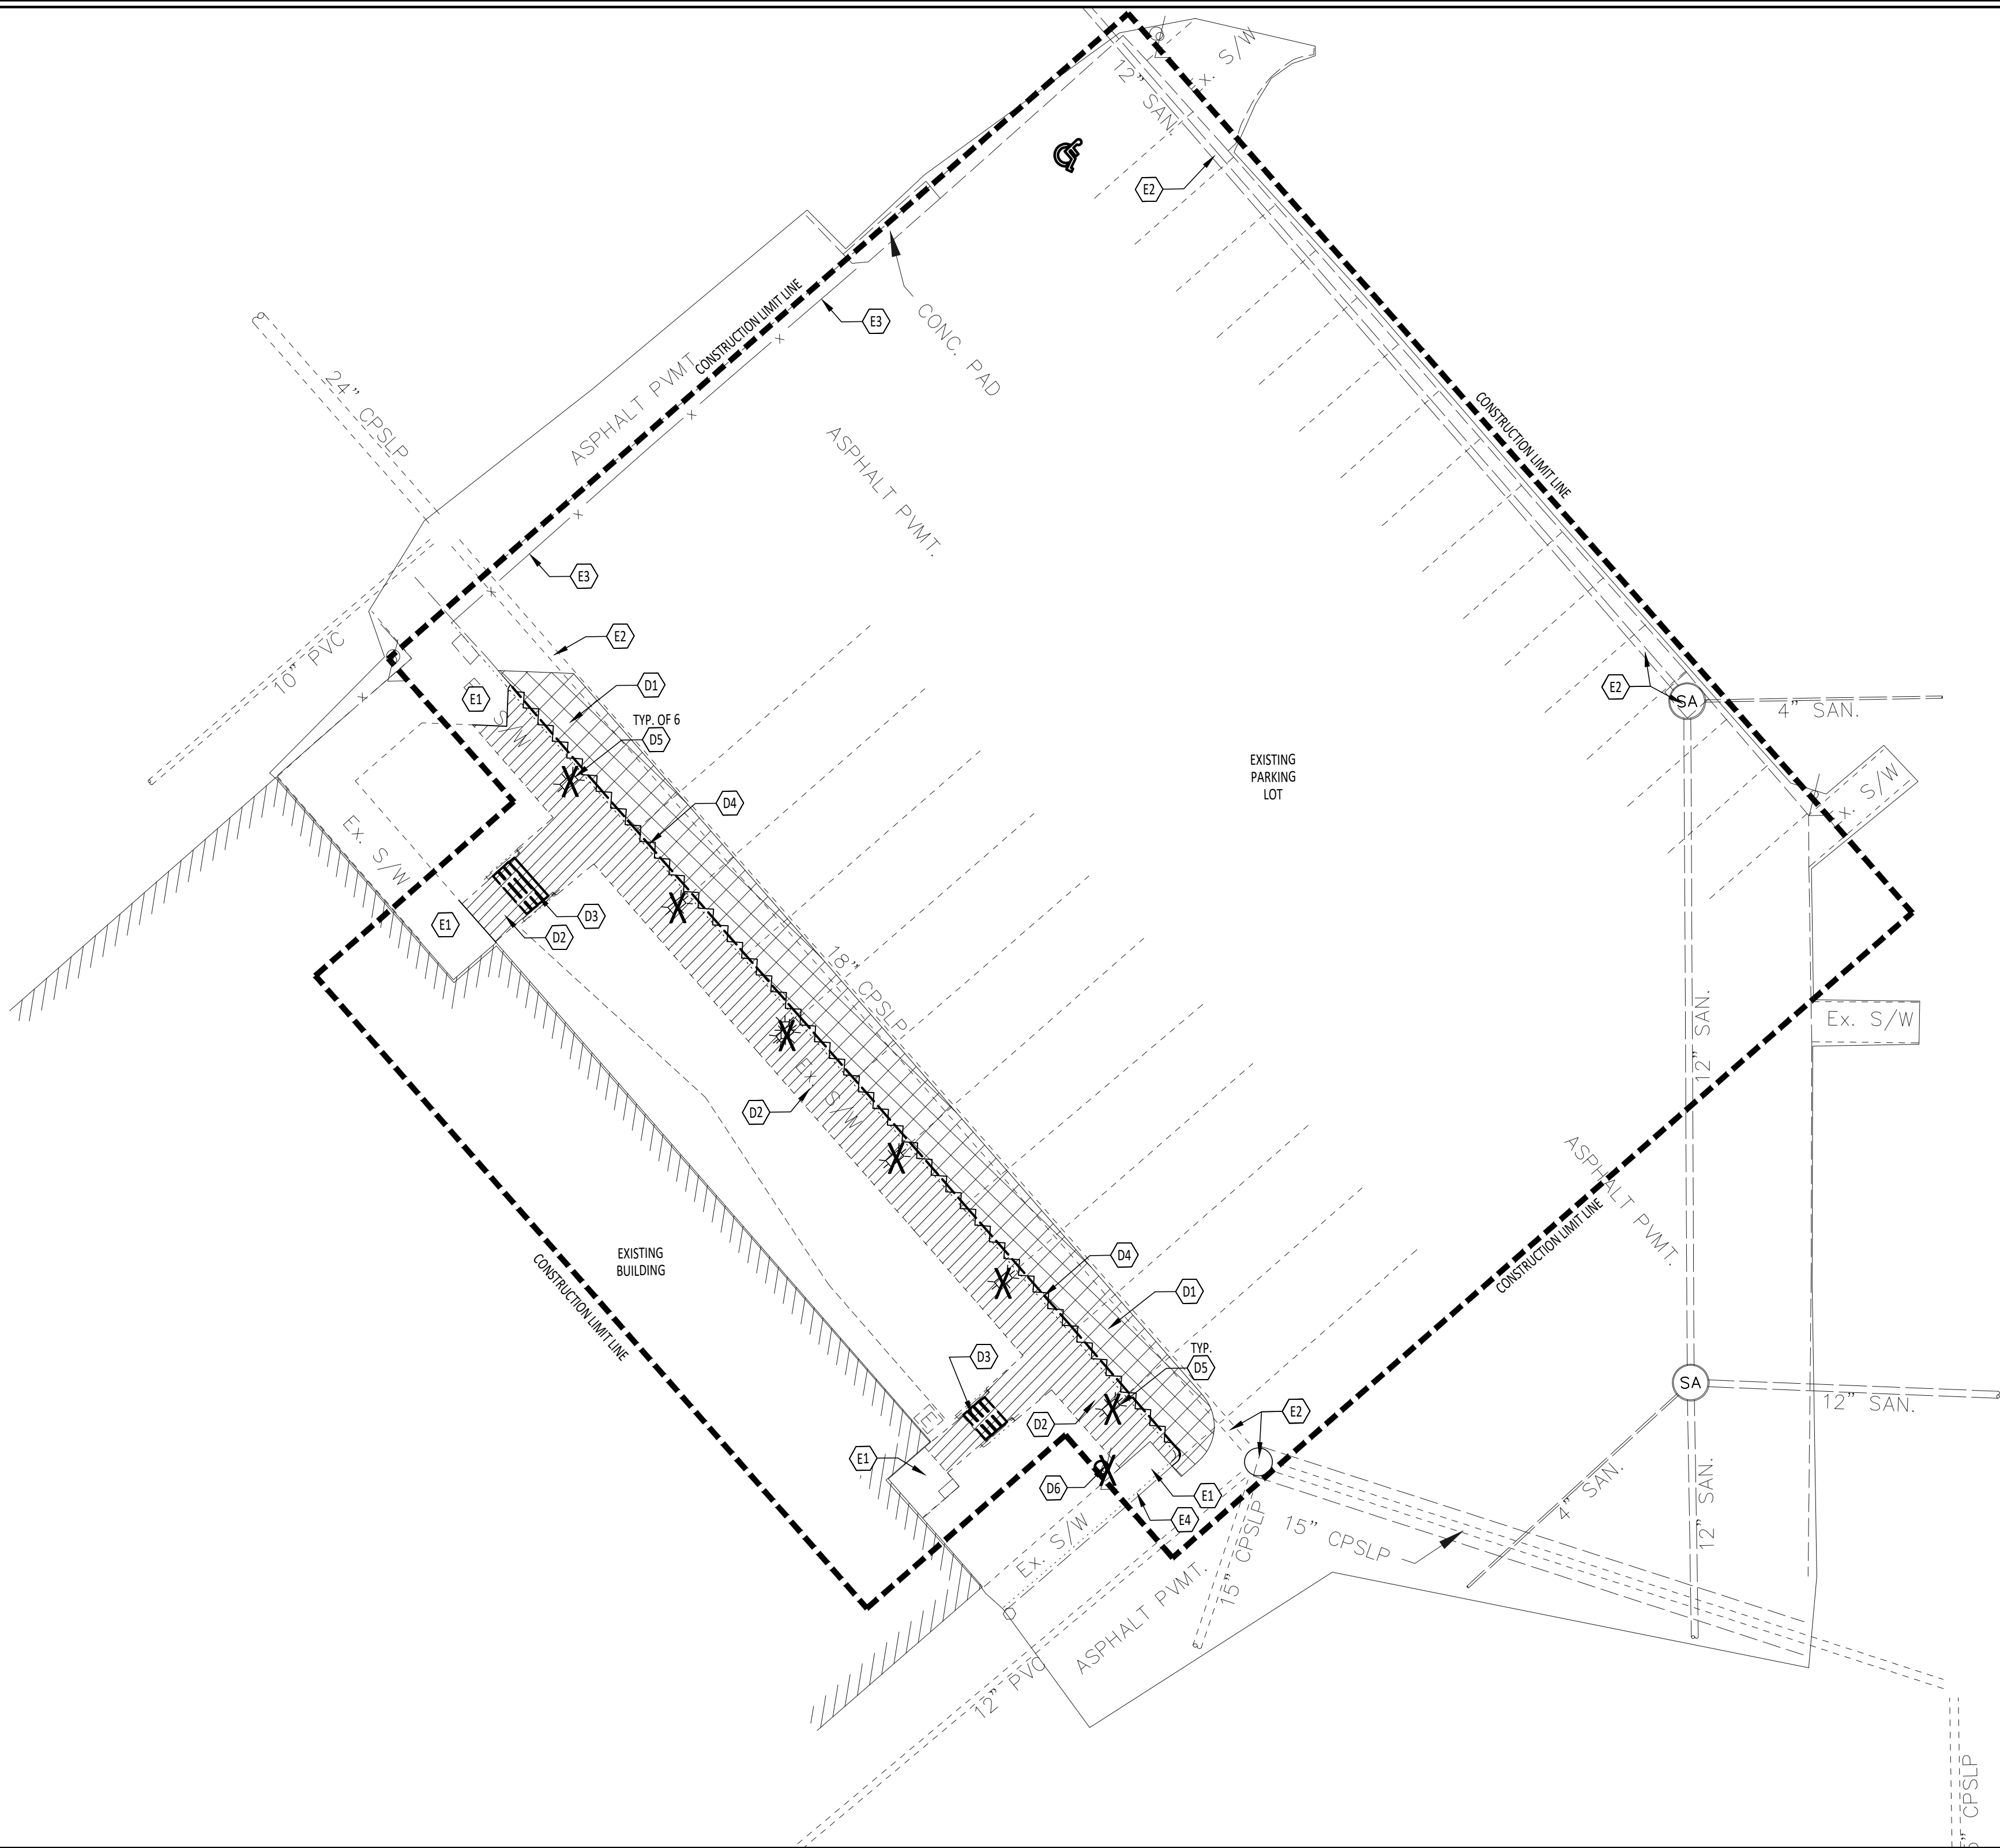 Ex. S/W
12" SAN.
E2
CONSTRUCTION LIMIT LINE
E3
CONC. PAD
24" CPSLP
ASPHALT PVMT.
ASPHALT PVMT.
CONSTRUCTION LIMIT LINE
E3
10" PVC
E2
E1
D1
E2
SA
4" SAN.
Ex. S/W
TYP. OF 6
D5
EXISTING
PARKING
LOT
D4
Ex. S/W
Ex. S/W
E1
D3
D2
18" CPSLP
12" SAN.
Ex. S/W
D2
Ex. S/W
ASPHALT PVMT.
CONSTRUCTION LIMIT LINE
EXISTING
BUILDING
CONSTRUCTION LIMIT LINE
D4
D1
TYP.
D5
D3
SA
12" SAN.
D2
E2
E1
D6
E1
E4
4" SAN.
12" SAN.
Ex. S/W
15" CPSLP
15" CPSLP
ASPHALT PVMT.
12" PVC
CPSLP